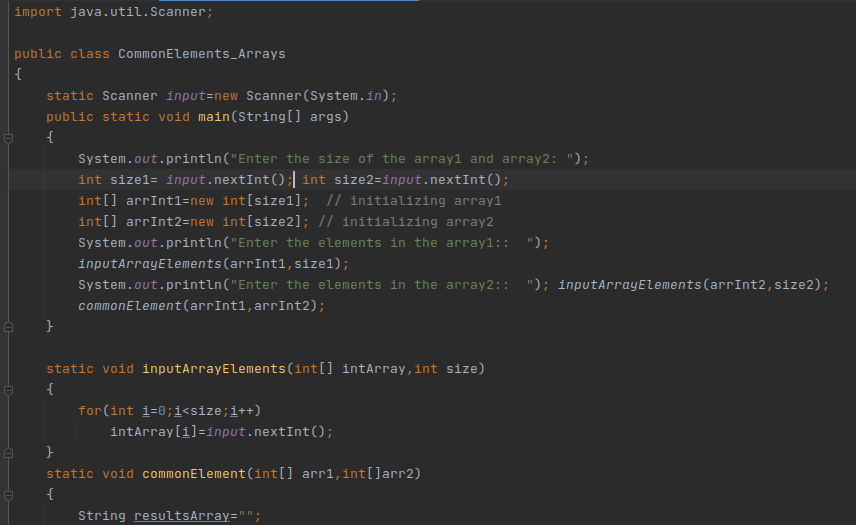 import java.util.Scanner;
public class CommonElements_Arrays
{
static Scanner input=new Scanner(System.in);
public static void main(String[] args)
{
System.out.println("Enter the size of the array1 and array2: ");
int size1= input.nextInt(); int size2=input.nextInt();
int[] arrInt1=new int[size1];  // initializing array1
int[] arrInt2=new int[size2]; // initializing array2
System.out.println("Enter the elements in the array1::  ");
inputArrayElements(arrInt1,size1);
System.out.println("Enter the elements in the array2::  "); inputArrayElements(arrInt2,size2);
commonElement(arrInt1,arrInt2);
}
static void inputArrayElements(int[] intArray,int size)
{
for(int i=0;i<size;i++)
intArray[i]=input.nextInt();
}
static void commonElement(int[] arr1,int[]arr2)
{
String resultsArray="";